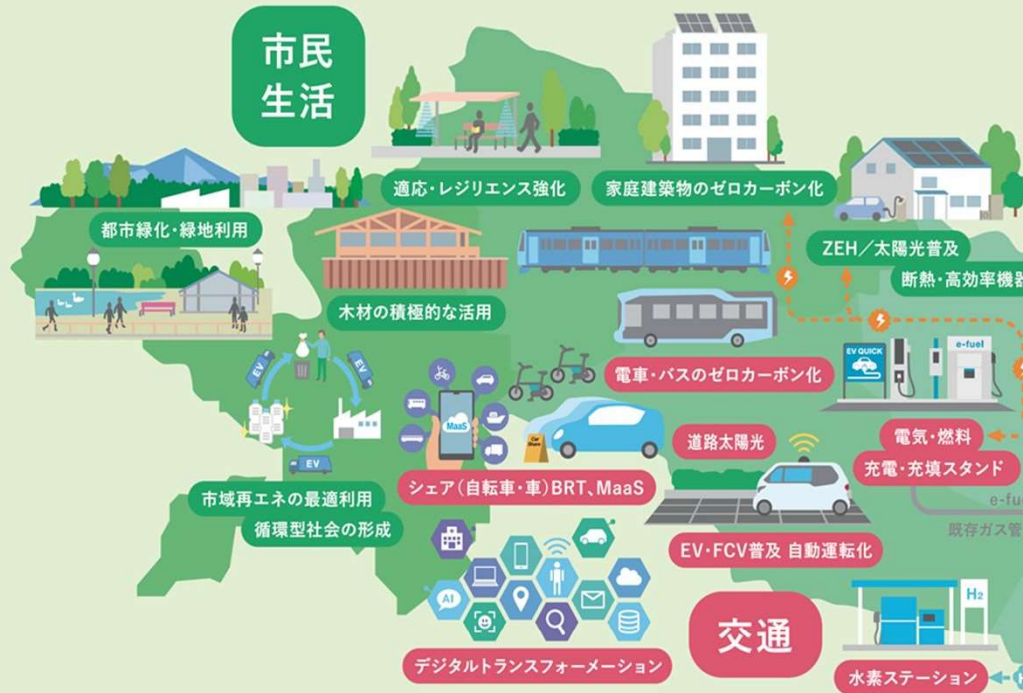 市民
生活
適応・レジリエンス強化
家庭建築物のゼロカーボン化
都市緑化・緑地利用
ZEH／太陽光普及
断熱・高効率機器
木材の積極的な活用
EV
EV
EV
EV QUICK
e-fuel
電車・バスのゼロカーボン化
MaaS
Car
Share
道路太陽光
電気・燃料
充電・充填スタンド
シェア（自転車・車）BRT、MaaS
市域再エネの最適利用
循環型社会の形成
既存ガス管
EV・FCV普及 自動運転化
AI
H2
交通
デジタルトランスフォーメーション
水素ステーション